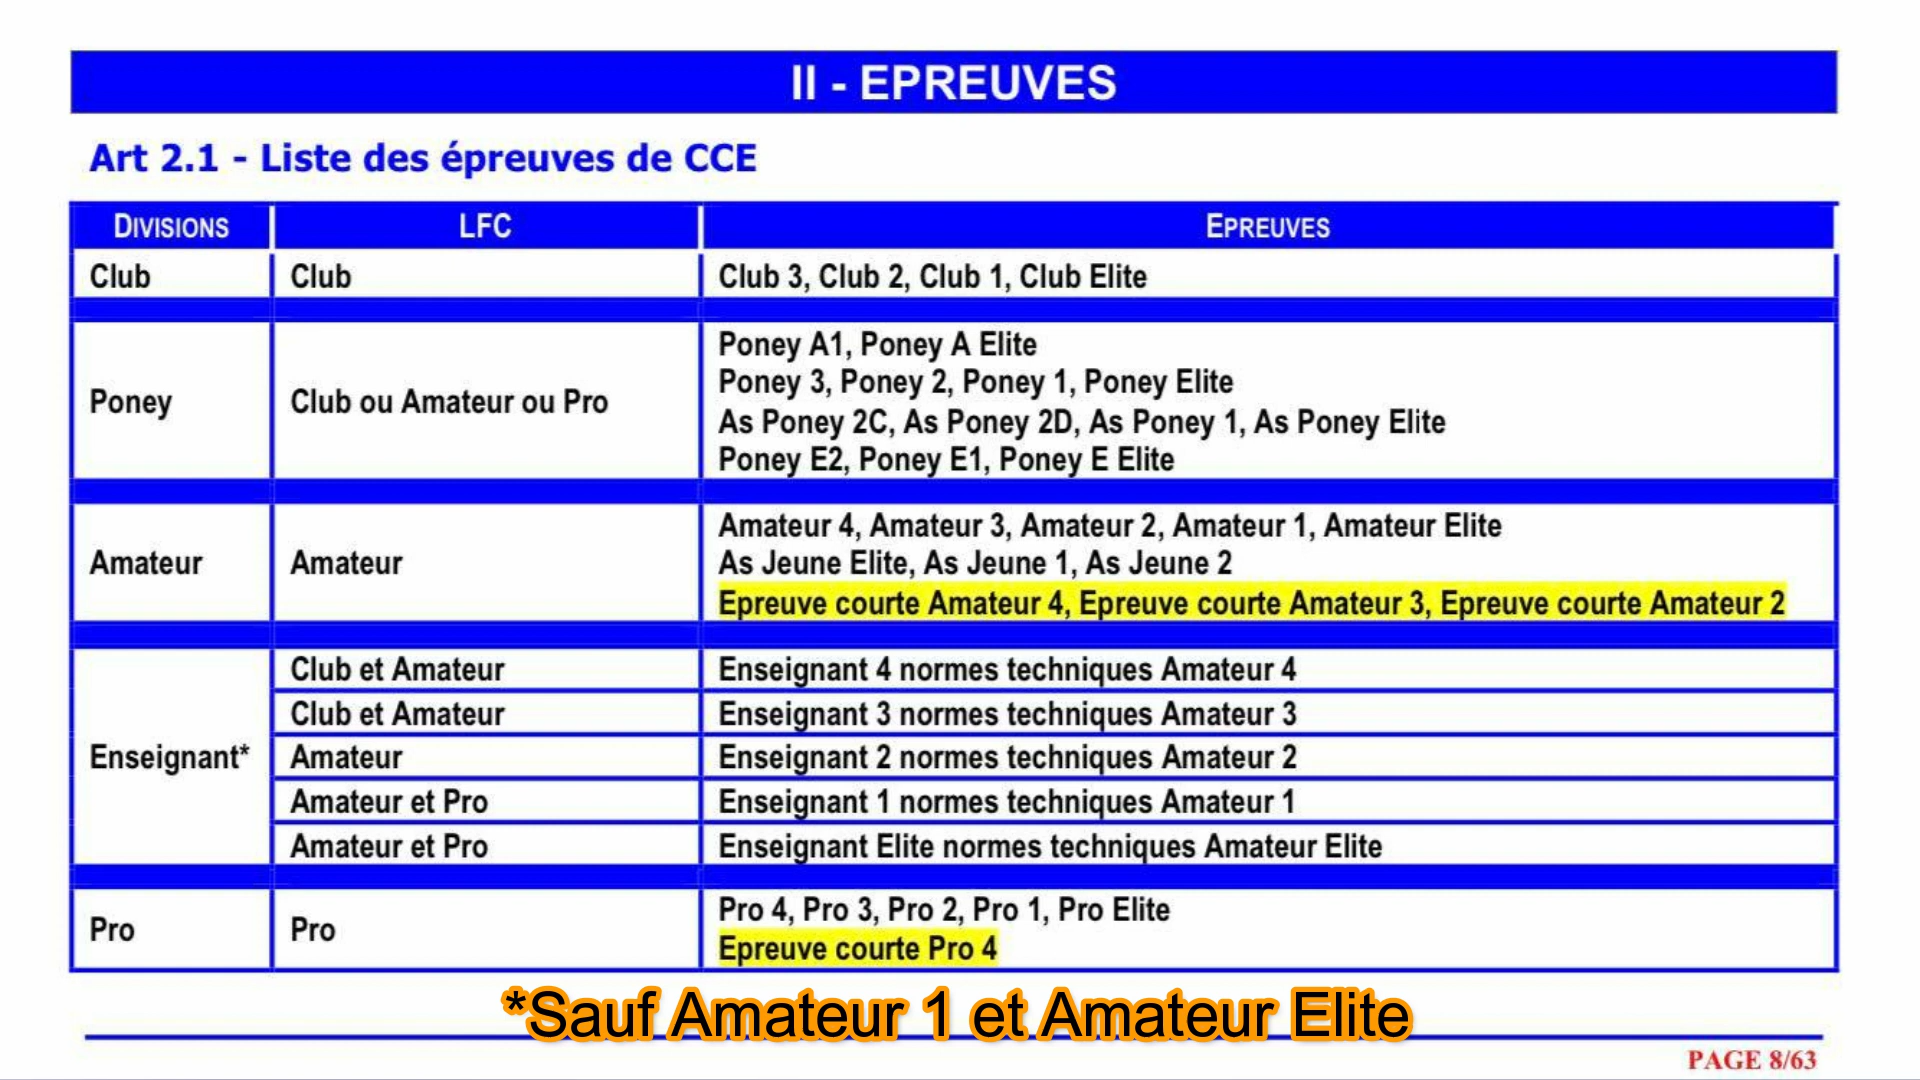 II - EPREUVES
Art 2.1 - Liste des épreuves de CCE
DIVISIONS LFC EPREUVES
Club Club Club 3, Club 2, Club 1, Club Elite
Poney Club ou Amateur ou Pro
Poney A1, Poney A Elite
Poney 3, Poney 2, Poney 1, Poney Elite
As Poney 2C, As Poney 2D, As Poney 1, As Poney Elite
Poney E2, Poney E1, Poney E Elite
Amateur Amateur
Amateur 4, Amateur 3, Amateur 2, Amateur 1, Amateur Elite
As Jeune Elite, As Jeune 1, As Jeune 2
Epreuve courte Amateur 4, Epreuve courte Amateur 3, Epreuve courte Amateur 2
Enseignant*
Club et Amateur Enseignant 4 normes techniques Amateur 4
Club et Amateur Enseignant 3 normes techniques Amateur 3
Amateur Enseignant 2 normes techniques Amateur 2
Amateur et Pro Enseignant 1 normes techniques Amateur 1
Amateur et Pro Enseignant Elite normes techniques Amateur Elite
Pro Pro
Pro 4, Pro 3, Pro 2, Pro 1, Pro Elite
Epreuve courte Pro 4
*Sauf Amateur 1 et Amateur Elite
PAGE 8/63